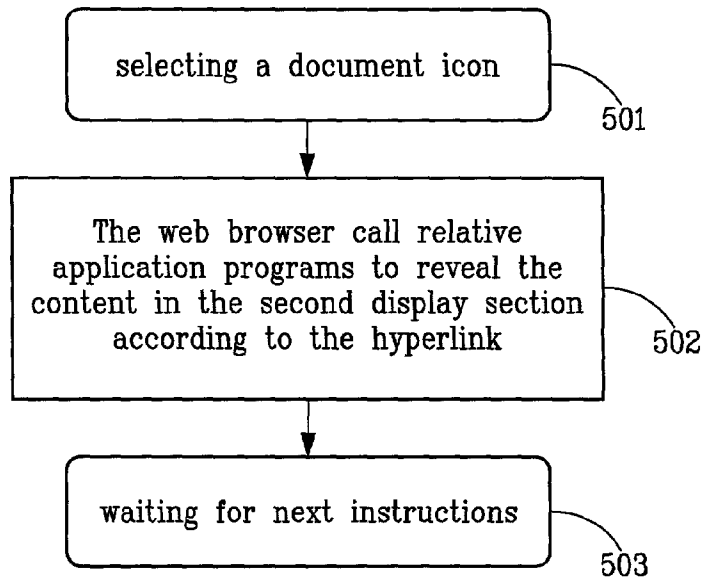 selecting a document icon
501
The web browser call relative
application programs to reveal the
content in the second display section
according to the hyperlink
502
waiting for next instructions
503